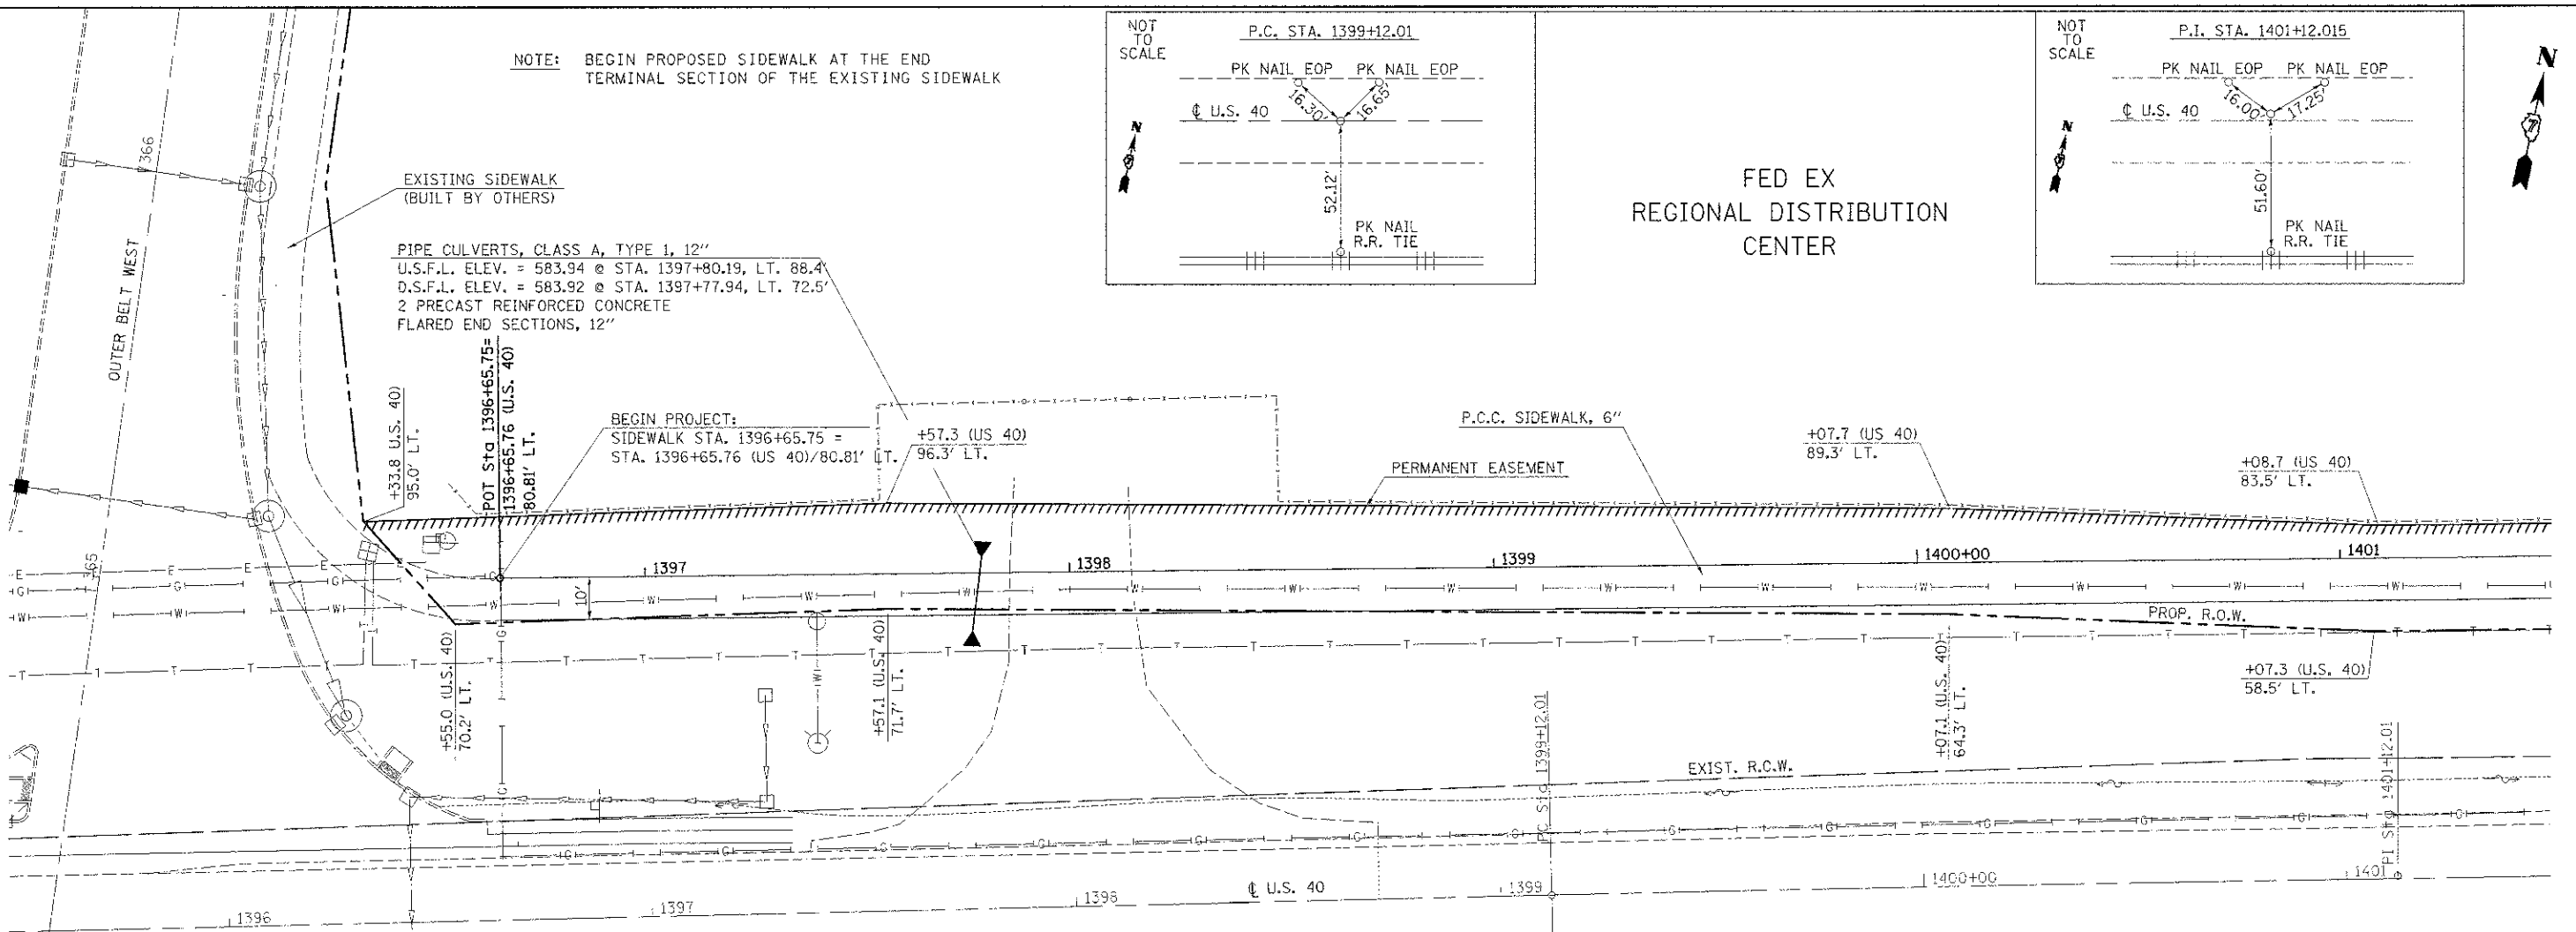 NOTE: BEGIN PROPOSED SIDEWALK AT THE END
TERMINAL SECTION OF THE EXISTING SIDEWALK
NOT
TO
SCALE
P.C. STA. 1399+12.01
PK NAIL EOP PK NAIL EOP
16.30' 16.65'
℄ U.S. 40
N
52.12'
PK NAIL
R.R. TIE
FED EX
REGIONAL DISTRIBUTION
CENTER
NOT
TO
SCALE
P.I. STA. 1401+12.015
PK NAIL EOP PK NAIL EOP
16.00' 17.25'
℄ U.S. 40
N
51.60'
PK NAIL
R.R. TIE
N
366
OUTER BELT WEST
EXISTING SIDEWALK
(BUILT BY OTHERS)
PIPE CULVERTS, CLASS A, TYPE 1, 12"
U.S.F.L. ELEV. = 583.94 @ STA. 1397+80.19, LT. 88.4'
D.S.F.L. ELEV. = 583.92 @ STA. 1397+77.94, LT. 72.5'
2 PRECAST REINFORCED CONCRETE
FLARED END SECTIONS, 12"
+33.8 U.S. 40)
95.0' LT.
POT Sta 1396+65.75=
1396+65.76 (U.S. 40)
80.81' LT.
BEGIN PROJECT:
SIDEWALK STA. 1396+65.75 =
STA. 1396+65.76 (US 40)/80.81' LT.
+57.3 (US 40)
96.3' LT.
P.C.C. SIDEWALK, 6"
PERMANENT EASEMENT
+07.7 (US 40)
89.3' LT.
+08.7 (US 40)
83.5' LT.
1397 1398 1399 1400+00 1401
365
10'
PROP. R.O.W.
+55.0 (U.S. 40)
70.2' LT.
+57.1 (U.S. 40)
71.7' LT.
+07.1 (U.S. 40)
64.3' LT.
+07.3 (U.S. 40)
58.5' LT.
PC Sta 1399+12.01
EXIST. R.O.W.
PI Sta 1401+12.01
1396 1397 1398 ℄ U.S. 40 1399 1400+00 1401